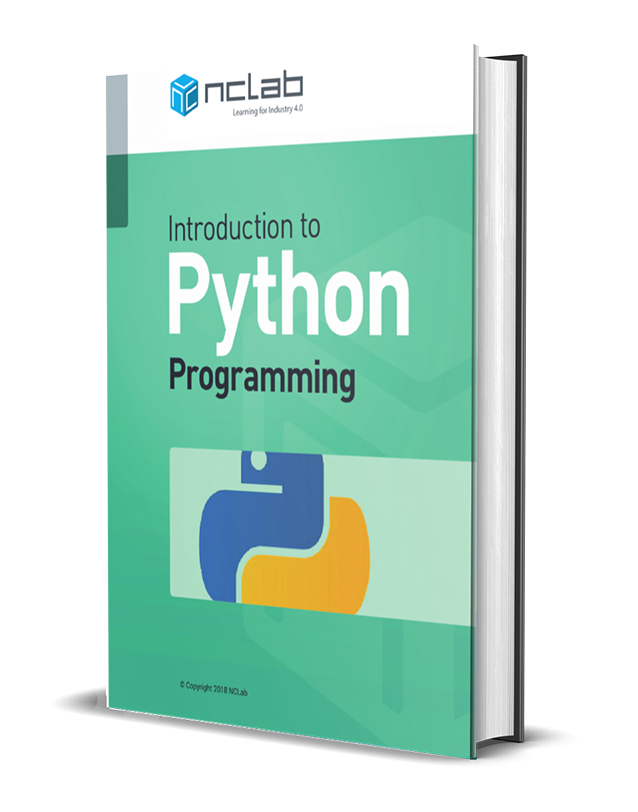 nclab
Learning for Industry 4.0
Introduction to
Python
Programming
© Copyright 2018 NCLab